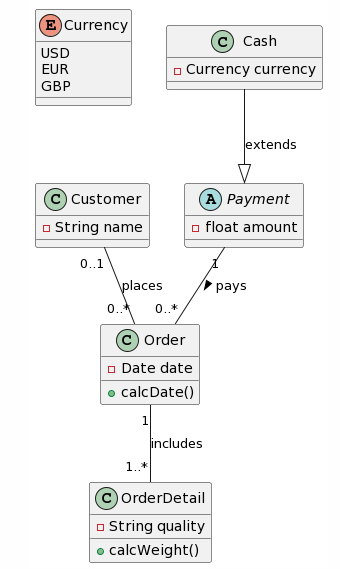 E Currency
USD
EUR
GBP
C Cash
Currency currency
extends
C Customer
String name
A Payment
float amount
0..1
places
0..*
1
pays
0..*
C Order
Date date
calcDate()
1
includes
1..*
C OrderDetail
String quality
calcWeight()